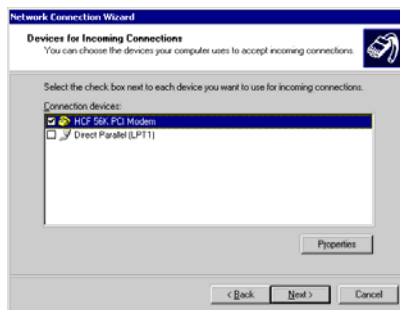 Network Connection Wizard
Devices for Incoming Connections
You can choose the devices your computer uses to accept incoming connections.
Select the check box next to each device you want to use for incoming connections.
Connection devices:
HCF 56K PCI Modem
Direct Parallel (LPT1)
Properties
< Back Next > Cancel